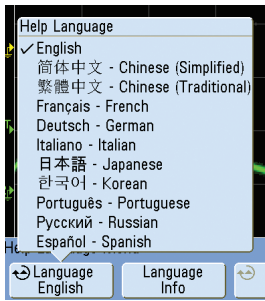 Help Language
English
简体中文 - Chinese (Simplified)
繁體中文 - Chinese (Traditional)
Français - French
Deutsch - German
Italiano - Italian
日本語 - Japanese
한국어 - Korean
Português - Portuguese
Русский - Russian
Español - Spanish
Language
English
Language
Info